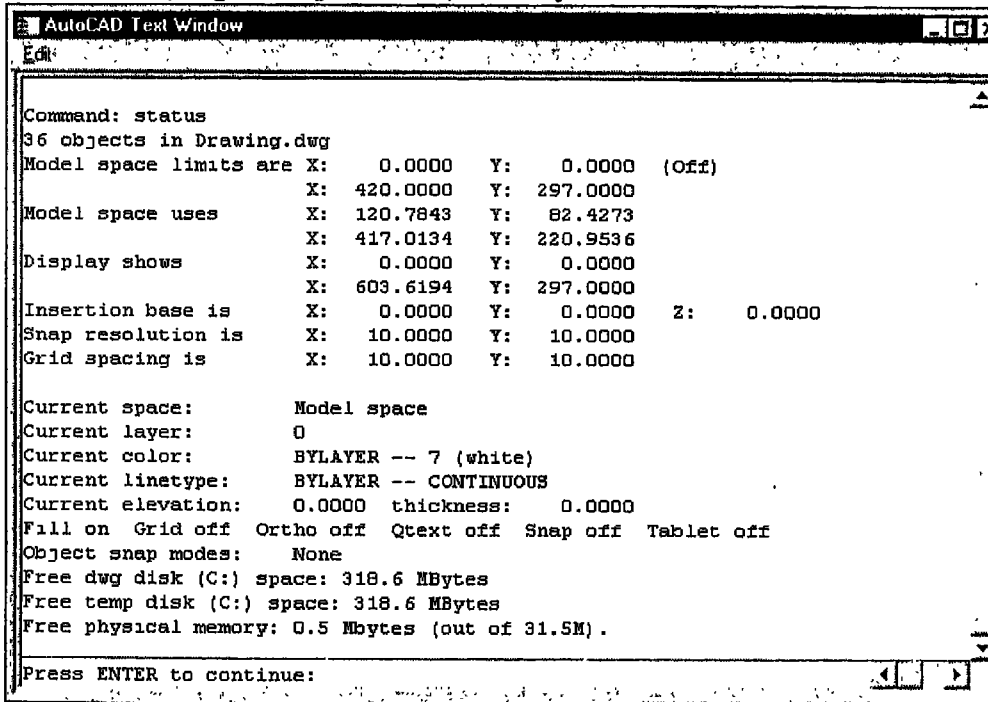 AutoCAD Text Window
Edit
Command: status
36 objects in Drawing.dwg
Model space limits are X: 0.0000 Y: 0.0000 (Off)
X: 420.0000 Y: 297.0000
Model space uses X: 120.7843 Y: 82.4273
X: 417.0134 Y: 220.9536
Display shows X: 0.0000 Y: 0.0000
X: 603.6194 Y: 297.0000
Insertion base is X: 0.0000 Y: 0.0000 Z: 0.0000
Snap resolution is X: 10.0000 Y: 10.0000
Grid spacing is X: 10.0000 Y: 10.0000
Current space: Model space
Current layer: 0
Current color: BYLAYER -- 7 (white)
Current linetype: BYLAYER -- CONTINUOUS
Current elevation: 0.0000 thickness: 0.0000
Fill on Grid off Ortho off Qtext off Snap off Tablet off
Object snap modes: None
Free dwg disk (C:) space: 318.6 MBytes
Free temp disk (C:) space: 318.6 MBytes
Free physical memory: 0.5 Mbytes (out of 31.5M).
Press ENTER to continue: